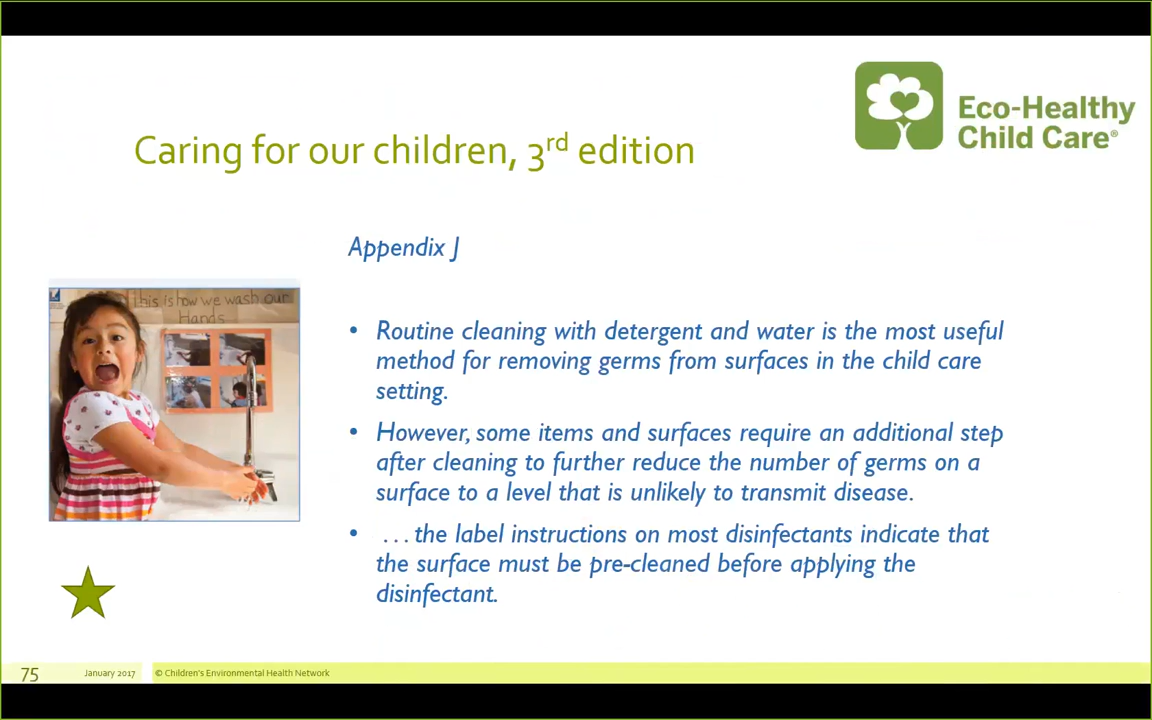 Eco-Healthy
Child Care®
Caring for our children, 3rd edition
Appendix J
This is how we wash our
Hands
• Routine cleaning with detergent and water is the most useful
method for removing germs from surfaces in the child care
setting.
• However, some items and surfaces require an additional step
after cleaning to further reduce the number of germs on a
surface to a level that is unlikely to transmit disease.
• …the label instructions on most disinfectants indicate that
the surface must be pre-cleaned before applying the
disinfectant.
75
January 2017
© Children's Environmental Health Network